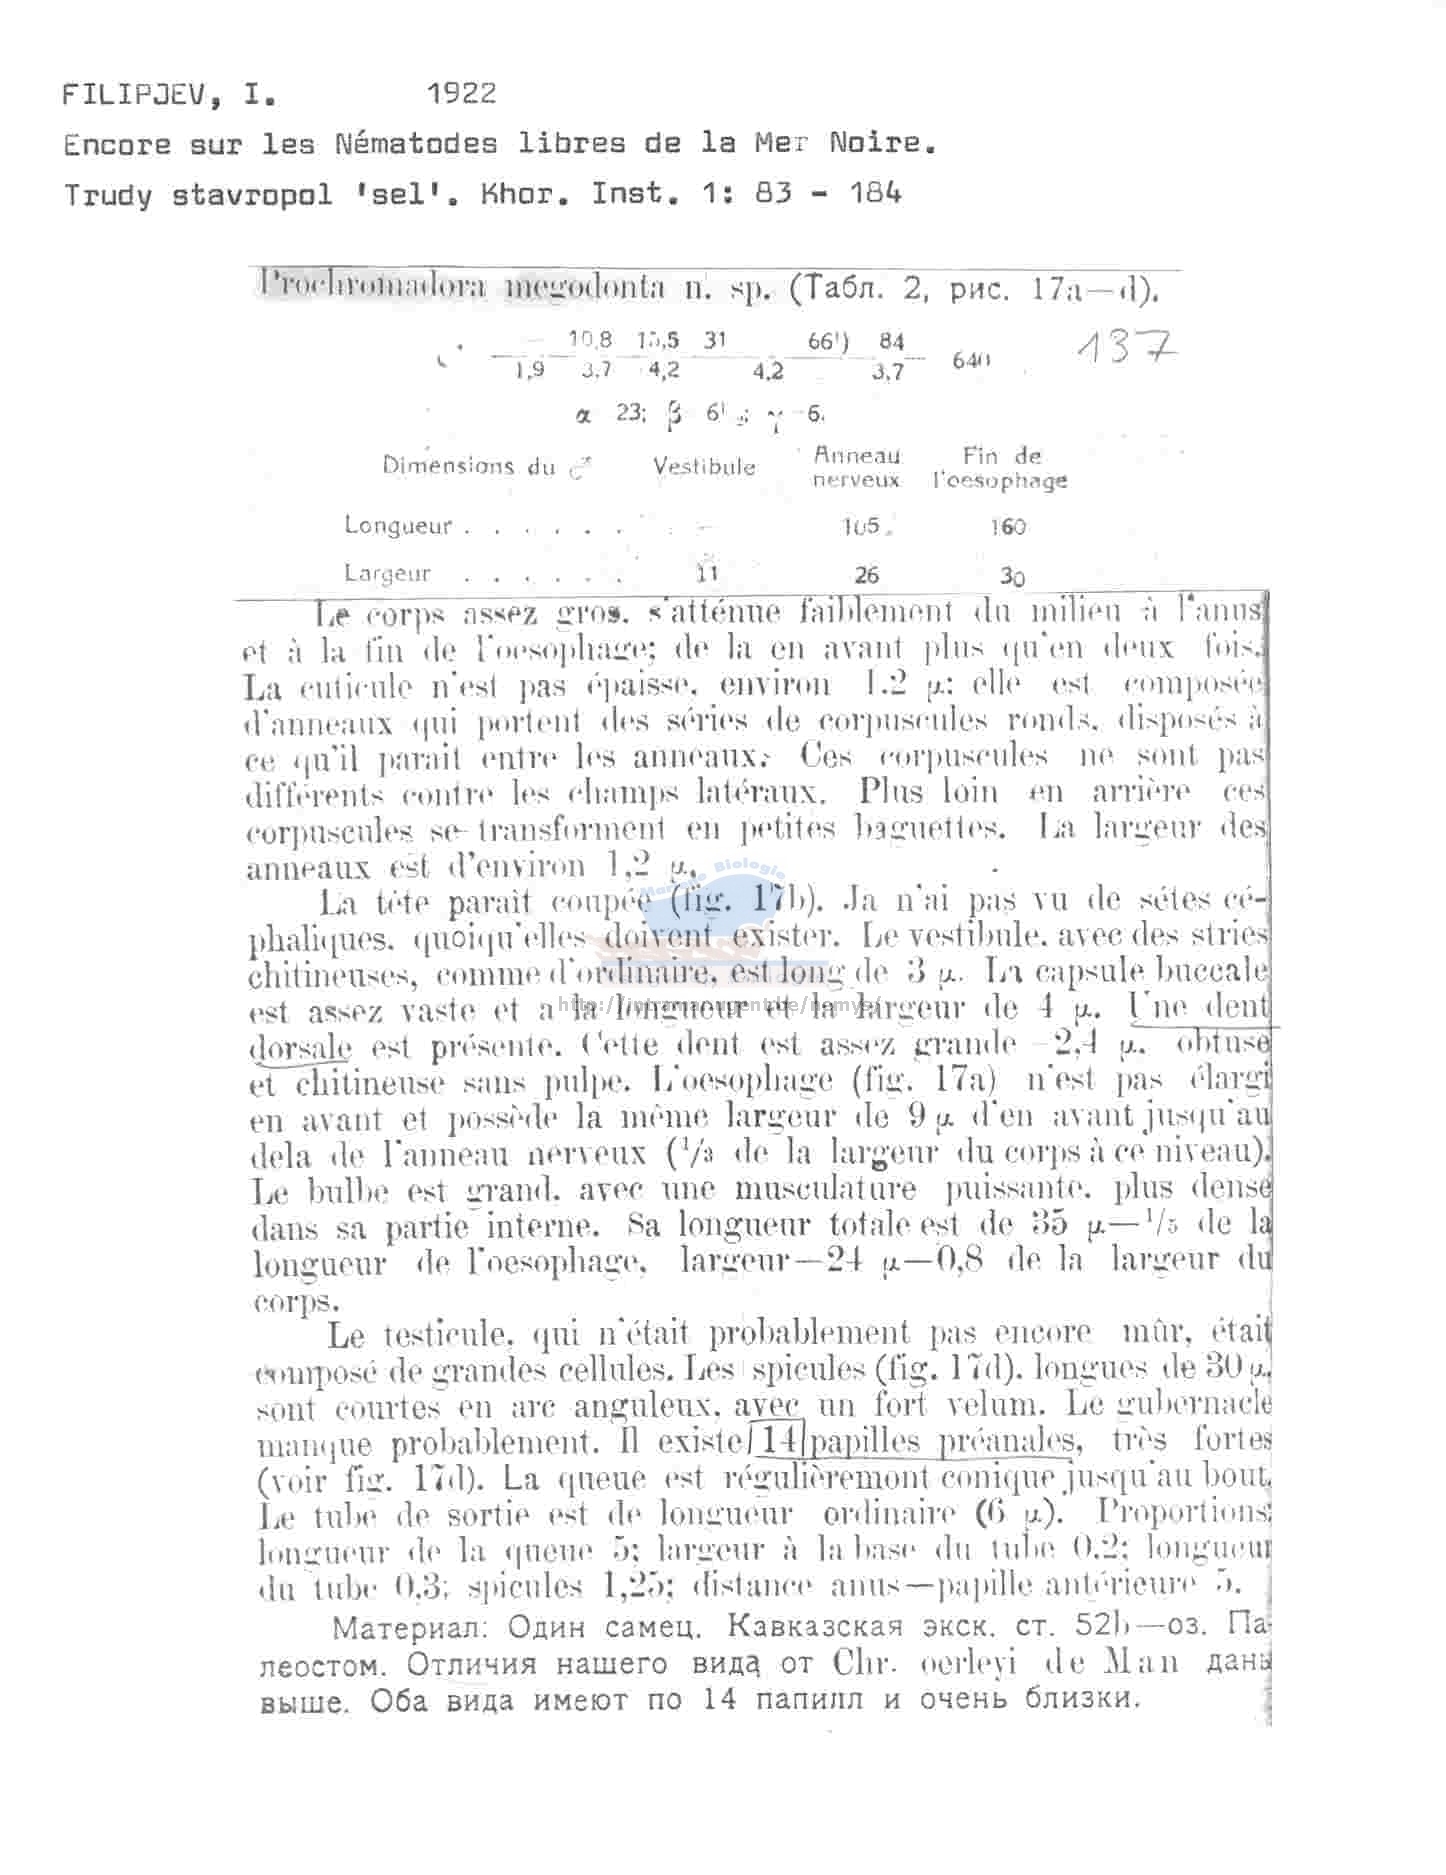 FILIPJEV, I. 1922
Encore sur les Nématodes libres de la Mer Noire.
Trudy stavropol 'sel'. Khor. Inst. 1: 83 - 184
Prochromadora megodonta n. sp. (Табл. 2, рис. 17a—d).
— 10,8 15,5 31 66¹) 84
1,9 3,7 4,2 4,2 3,7 640
137
α 23; β 6 γ 6.
Dimensions du ♂ Vestibule Anneau nerveux Fin de l'oesophage
Longueur . . . . . . — 105 160
Largeur . . . . . . 11 26 30
Le corps assez gros, s'atténue faiblement du milieu à l'anus
et à la fin de l'oesophage; de la en avant plus qu'en deux fois.
La cuticule n'est pas épaisse, environ 1.2 µ: elle est composée
d'anneaux qui portent des séries de corpuscules ronds, disposés à
ce qu'il parait entre les anneaux. Ces corpuscules ne sont pas
différents contre les champs latéraux. Plus loin en arrière ces
corpuscules se transforment en petites baguettes. La largeur des
anneaux est d'environ 1,2 µ.
La tête parait coupée (fig. 17b). Ja n'ai pas vu de sétes cé-
phaliques, quoiqu'elles doivent exister. Le vestibule, avec des stries
chitineuses, comme d'ordinaire, est long de 3 µ. La capsule buccale
est assez vaste et a la longueur et la largeur de 4 µ. Une dent
dorsale est présente. Cette dent est assez grande —2,4 µ. obtuse
et chitineuse sans pulpe. L'oesophage (fig. 17a) n'est pas élargi
en avant et possède la même largeur de 9 µ d'en avant jusqu'au
dela de l'anneau nerveux (¹/₃ de la largeur du corps à ce niveau).
Le bulbe est grand, avec une musculature puissante, plus dense
dans sa partie interne. Sa longueur totale est de 35 µ—¹/₅ de la
longueur de l'oesophage, largeur—24 µ—0,8 de la largeur du
corps.
Le testicule, qui n'était probablement pas encore mûr, était
composé de grandes cellules. Les spicules (fig. 17d), longues de 30 µ,
sont courtes en arc anguleux, avec un fort velum. Le gubernacle
manque probablement. Il existe 14 papilles préanales, très fortes
(voir fig. 17d). La queue est régulièremont conique jusqu'au bout.
Le tube de sortie est de longueur ordinaire (6 µ). Proportions:
longueur de la queue 5; largeur à la base du tube 0.2; longueur
du tube 0,3; spicules 1,25; distance anus—papille antérieure 5.
Материал: Один самец. Кавказская экск. ст. 52b—оз. Па-
леостом. Отличия нашего вида от Chr. oerleyi de Man даны
выше. Оба вида имеют по 14 папилл и очень близки.